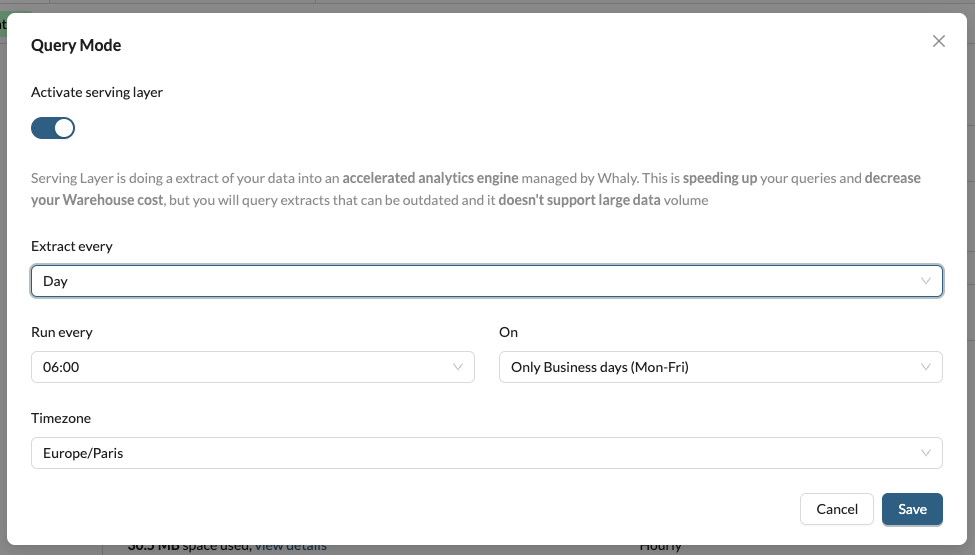 Query Mode
Activate serving layer
Serving Layer is doing a extract of your data into an accelerated analytics engine managed by Whaly. This is speeding up your queries and decrease
your Warehouse cost, but you will query extracts that can be outdated and it doesn't support large data volume
Extract every
Day
Run every
On
06:00
Only Business days (Mon-Fri)
Timezone
Europe/Paris
Cancel
Save
30.5 MB space used, view details
Hourly